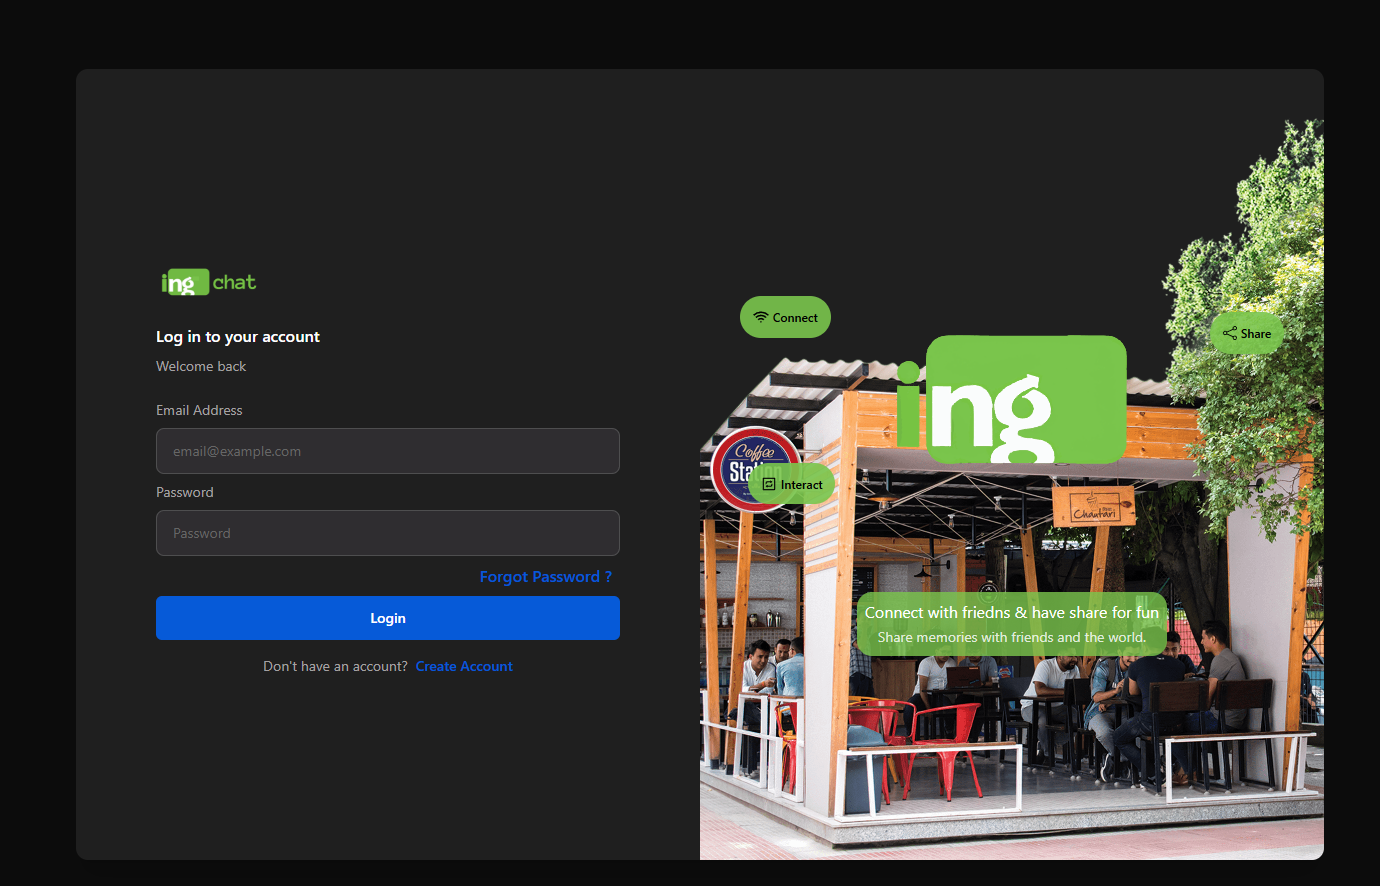 ing chat
Log in to your account
Welcome back
Email Address
email@example.com
Password
Password
Forgot Password ?
Login
Don't have an account? Create Account
Connect
Share
ing
Coffee
Station
Interact
Chautari
Connect with friedns & have share for fun
Share memories with friends and the world.